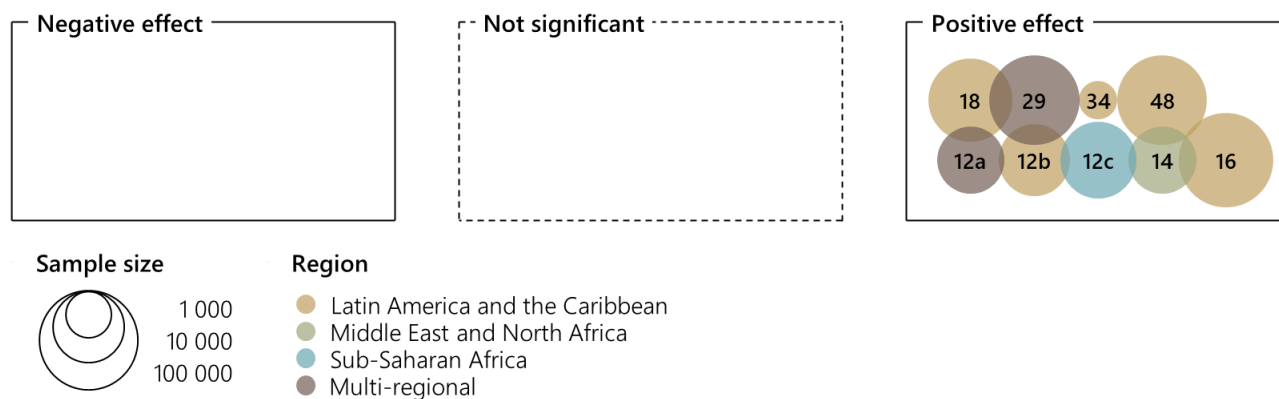 Negative effect
Not significant
Positive effect
18 29 34 48
12a 12b 12c 14 16
Sample size
1 000
10 000
100 000
Region
Latin America and the Caribbean
Middle East and North Africa
Sub-Saharan Africa
Multi-regional